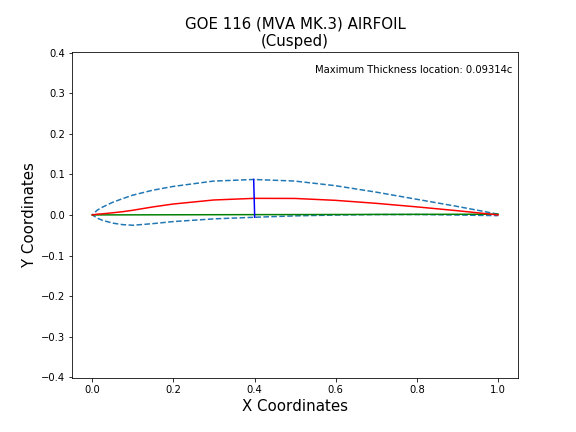 GOE 116 (MVA MK.3) AIRFOIL
(Cusped)
Maximum Thickness location: 0.09314c
Y Coordinates
0.4
0.3
0.2
0.1
0.0
−0.1
−0.2
−0.3
−0.4
0.0 0.2 0.4 0.6 0.8 1.0
X Coordinates